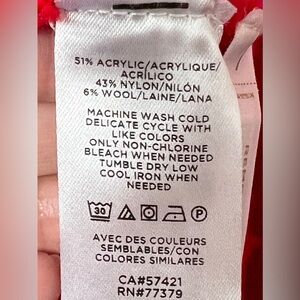 51% ACRYLIC/ACRYLIQUE/
ACRÍLICO
43% NYLON/NILÓN
6% WOOL/LAINE/LANA
MACHINE WASH COLD
DELICATE CYCLE WITH
LIKE COLORS
ONLY NON-CHLORINE
BLEACH WHEN NEEDED
TUMBLE DRY LOW
COOL IRON WHEN
NEEDED
30 P
AVEC DES COULEURS
SEMBLABLES/CON
COLORES SIMILARES
CA#57421
RN#77379